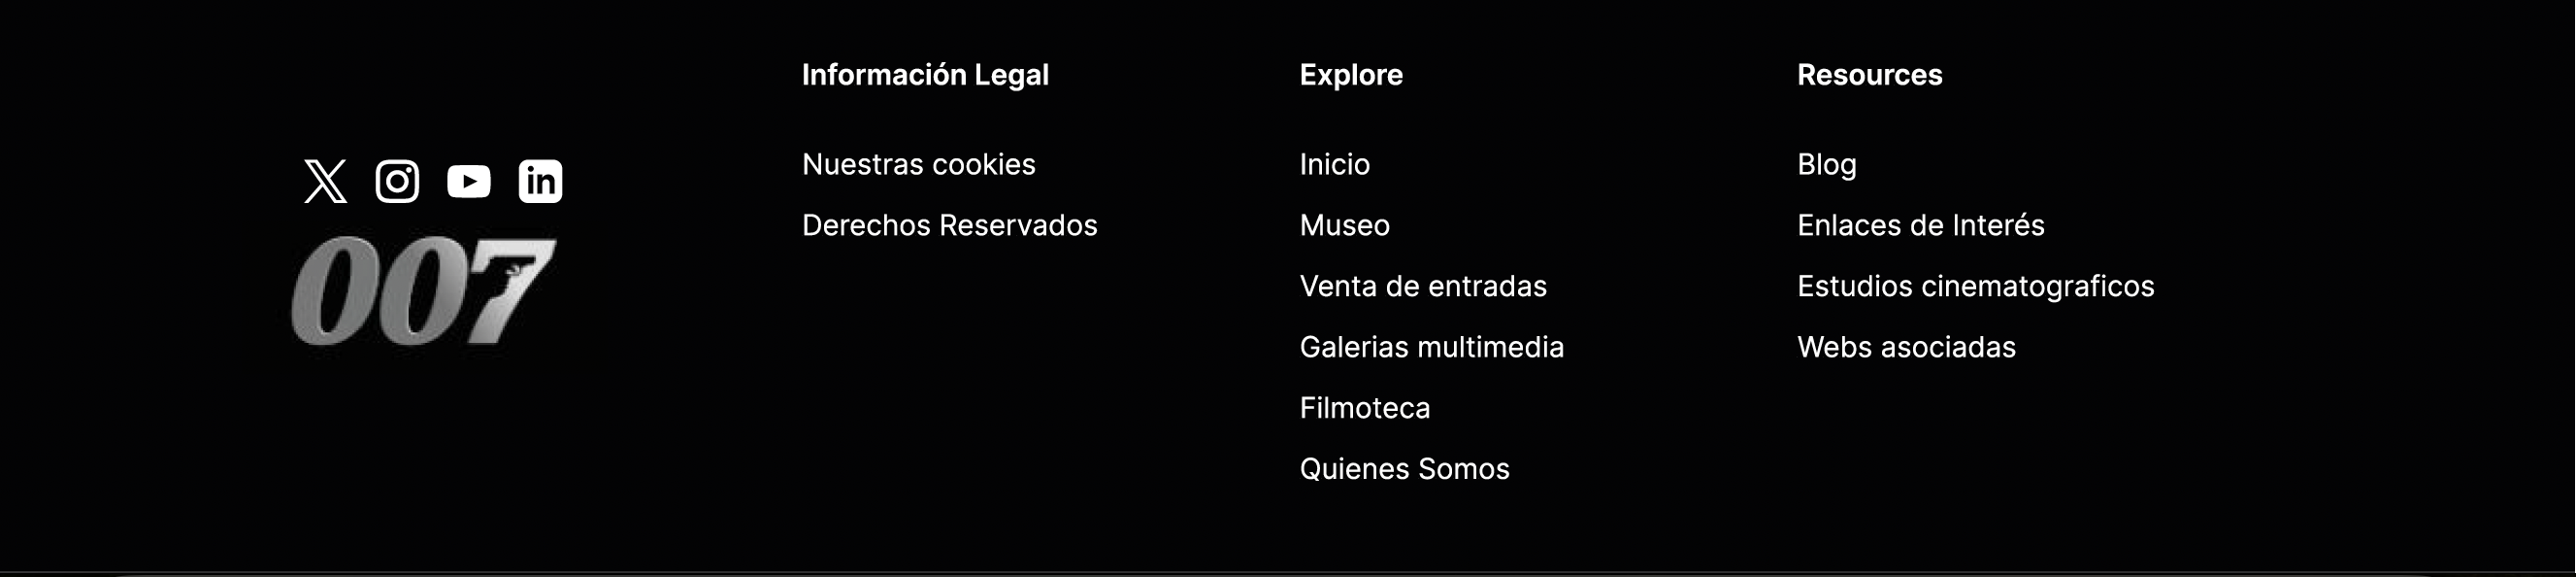 007
Información Legal
Nuestras cookies
Derechos Reservados
Explore
Inicio
Museo
Venta de entradas
Galerias multimedia
Filmoteca
Quienes Somos
Resources
Blog
Enlaces de Interés
Estudios cinematograficos
Webs asociadas